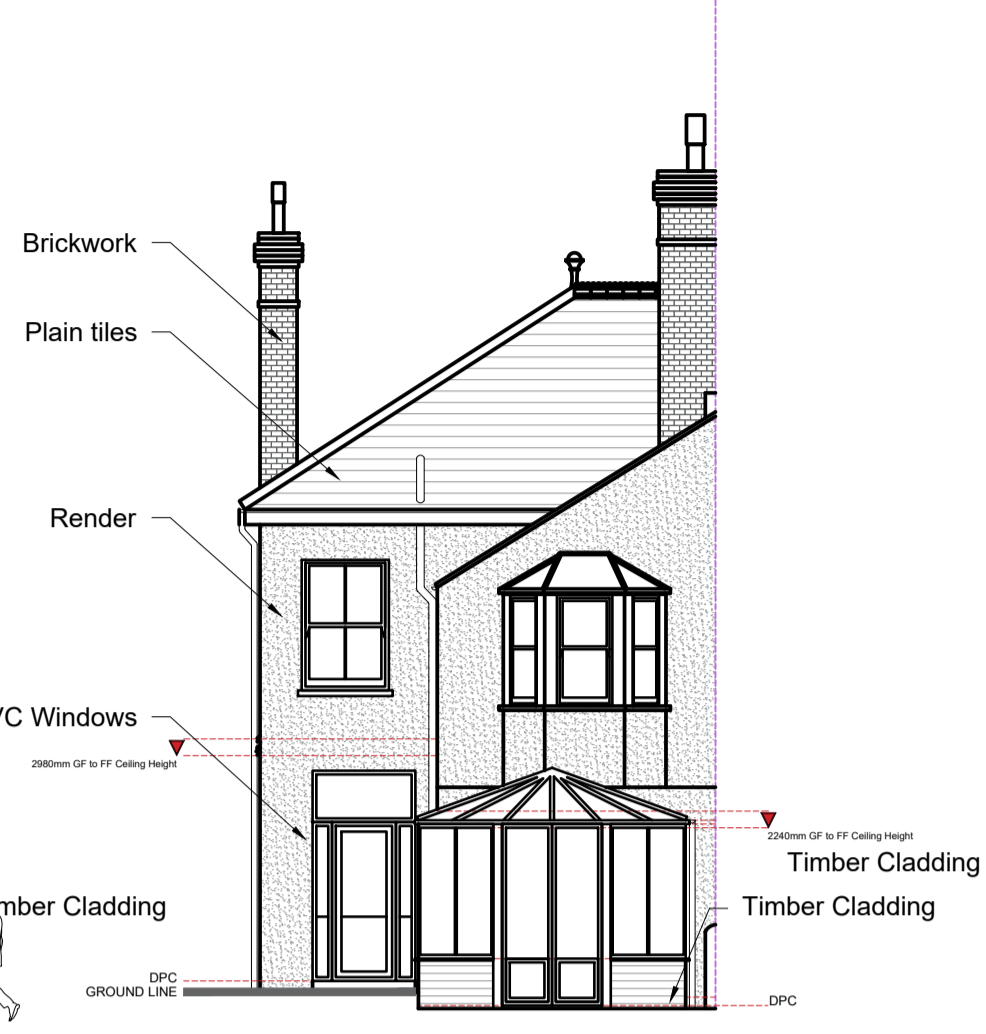 Brickwork
Plain tiles
Render
VC Windows
2980mm GF to FF Ceiling Height
2240mm GF to FF Ceiling Height
Timber Cladding
mber Cladding
Timber Cladding
DPC
GROUND LINE
DPC